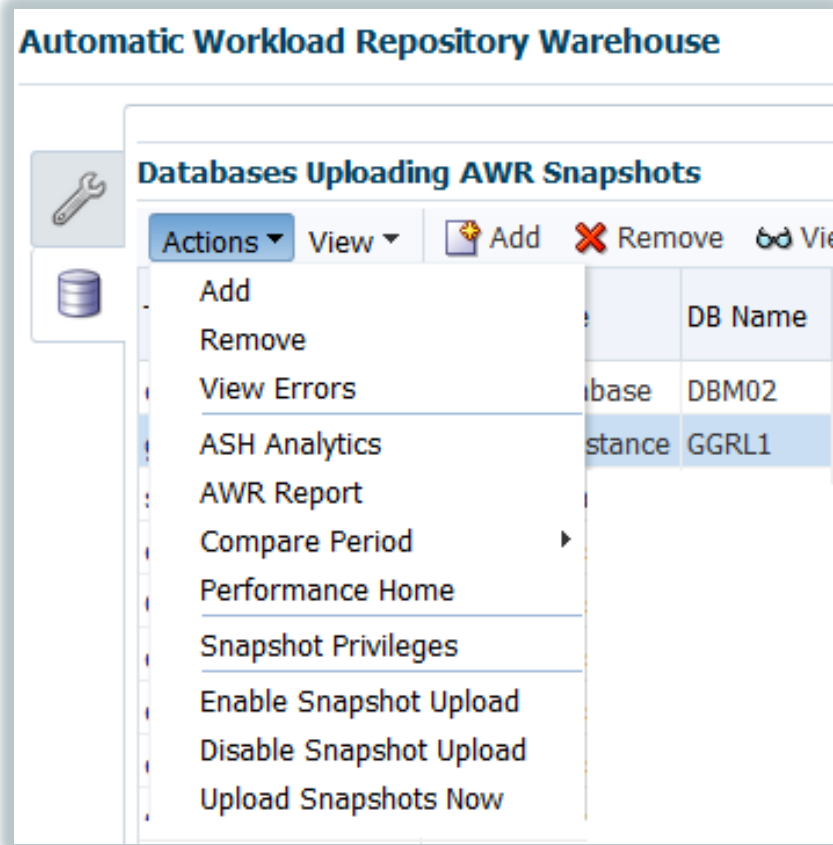 Automatic Workload Repository Warehouse
Databases Uploading AWR Snapshots
Actions View Add Remove
DB Name
Add
Remove
View Errors
DBM02
ASH Analytics
GGRL1
AWR Report
Compare Period
Performance Home
Snapshot Privileges
Enable Snapshot Upload
Disable Snapshot Upload
Upload Snapshots Now